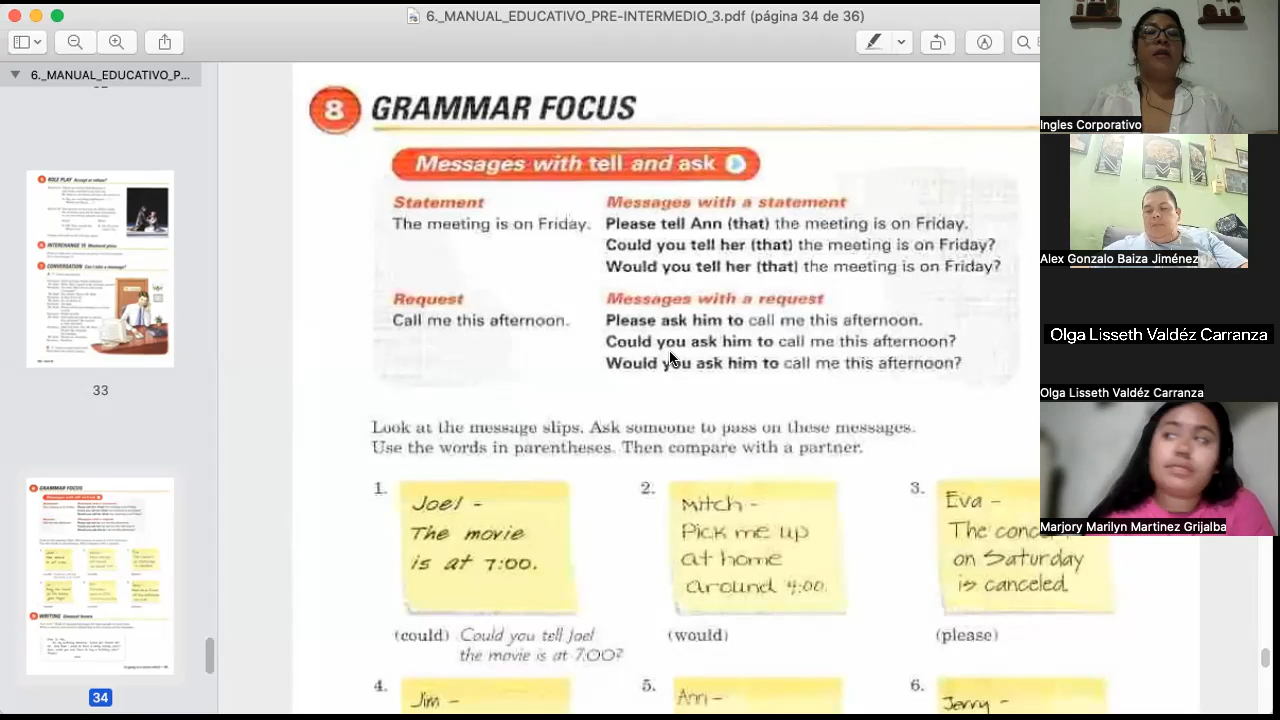 6._MANUAL_EDUCATIVO_PRE-INTERMEDIO_3.pdf (página 34 de 36)
6._MANUAL_EDUCATIVO_P...
33
34
8 GRAMMAR FOCUS
Messages with tell and ask
Statement
The meeting is on Friday.
Messages with a statement
Please tell Ann (that) the meeting is on Friday.
Could you tell her (that) the meeting is on Friday?
Would you tell her (that) the meeting is on Friday?
Request
Call me this afternoon.
Messages with a request
Please ask him to call me this afternoon.
Could you ask him to call me this afternoon?
Would you ask him to call me this afternoon?
Look at the message slips. Ask someone to pass on these messages.
Use the words in parentheses. Then compare with a partner.
1.
Joel –
The movie
is at 7:00.
(could) Could you tell Joel
the movie is at 7:00?
2.
Mitch –
Pick me up
at home
around 4:00.
(would)
3.
Eva –
The
on Saturday
is canceled.
(please)
4.
Jim –
5.
Ann –
6.
Jerry –
Ingles Corporativo
Alex Gonzalo Baiza Jiménez
Olga Lisseth Valdéz Carranza
Olga Lisseth Valdéz Carranza
Marjory Marilyn Martinez Grijalba